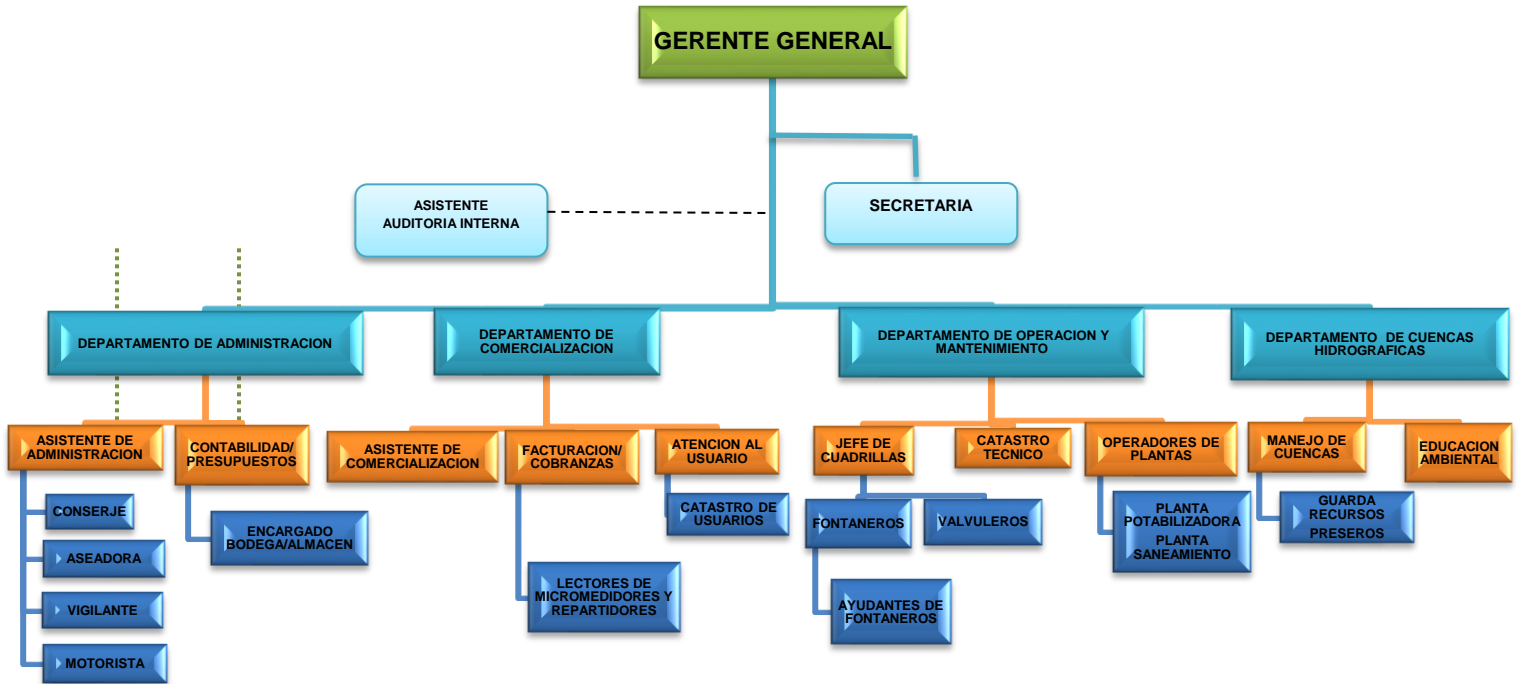 GERENTE GENERAL
ASISTENTE
AUDITORIA INTERNA
SECRETARIA
DEPARTAMENTO DE ADMINISTRACION
DEPARTAMENTO DE
COMERCIALIZACION
DEPARTAMENTO DE OPERACION Y
MANTENIMIENTO
DEPARTAMENTO DE CUENCAS
HIDROGRAFICAS
ASISTENTE DE
ADMINISTRACION
CONTABILIDAD/
PRESUPUESTOS
ASISTENTE DE
COMERCIALIZACION
FACTURACION/
COBRANZAS
ATENCION AL
USUARIO
JEFE DE
CUADRILLAS
CATASTRO
TECNICO
OPERADORES DE
PLANTAS
MANEJO DE
CUENCAS
EDUCACION
AMBIENTAL
CONSERJE
ASEADORA
VIGILANTE
MOTORISTA
ENCARGADO
BODEGA/ALMACEN
LECTORES DE
MICROMEDIDORES Y
REPARTIDORES
CATASTRO DE
USUARIOS
FONTANEROS
VALVULEROS
AYUDANTES DE
FONTANEROS
PLANTA
POTABILIZADORA
PLANTA
SANEAMIENTO
GUARDA
RECURSOS
PRESEROS